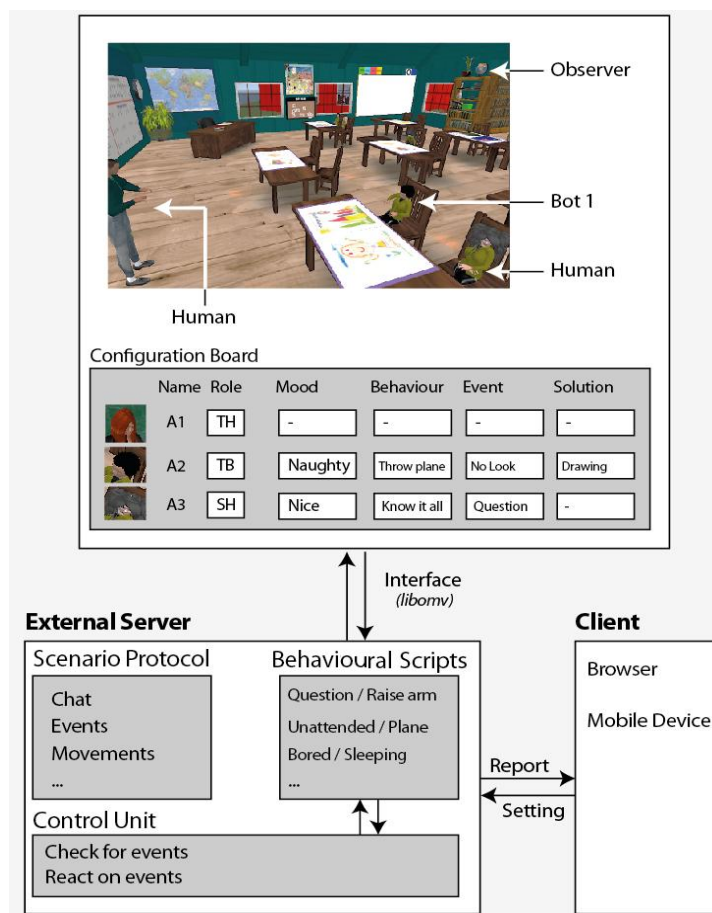 Observer
Bot 1
Human
Human
Configuration Board
Name Role Mood Behaviour Event Solution
A1 TH - - - -
A2 TB Naughty Throw plane No Look Drawing
A3 SH Nice Know it all Question -
Interface
(libomv)
External Server
Client
Scenario Protocol
Behavioural Scripts
Chat
Events
Movements
...
Question / Raise arm
Unattended / Plane
Bored / Sleeping
...
Browser
Mobile Device
Report
Setting
Control Unit
Check for events
React on events